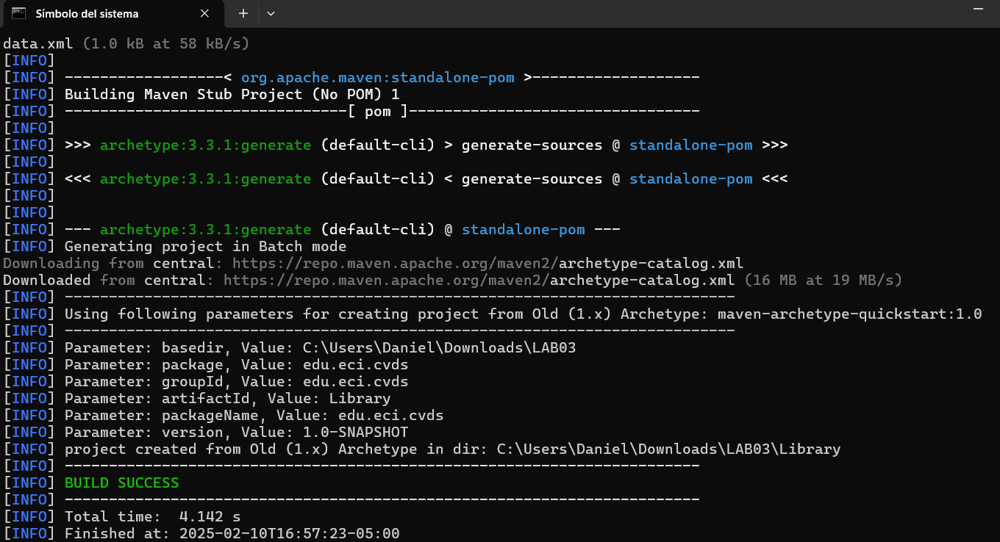 Símbolo del sistema
data.xml (1.0 kB at 58 kB/s)
[INFO]
[INFO] ------------------< org.apache.maven:standalone-pom >-------------------
[INFO] Building Maven Stub Project (No POM) 1
[INFO] --------------------------------[ pom ]---------------------------------
[INFO]
[INFO] >>> archetype:3.3.1:generate (default-cli) > generate-sources @ standalone-pom >>>
[INFO]
[INFO] <<< archetype:3.3.1:generate (default-cli) < generate-sources @ standalone-pom <<<
[INFO]
[INFO]
[INFO] --- archetype:3.3.1:generate (default-cli) @ standalone-pom ---
[INFO] Generating project in Batch mode
Downloading from central: https://repo.maven.apache.org/maven2/archetype-catalog.xml
Downloaded from central: https://repo.maven.apache.org/maven2/archetype-catalog.xml (16 MB at 19 MB/s)
[INFO] ----------------------------------------------------------------------------
[INFO] Using following parameters for creating project from Old (1.x) Archetype: maven-archetype-quickstart:1.0
[INFO] ----------------------------------------------------------------------------
[INFO] Parameter: basedir, Value: C:\Users\Daniel\Downloads\LAB03
[INFO] Parameter: package, Value: edu.eci.cvds
[INFO] Parameter: groupId, Value: edu.eci.cvds
[INFO] Parameter: artifactId, Value: Library
[INFO] Parameter: packageName, Value: edu.eci.cvds
[INFO] Parameter: version, Value: 1.0-SNAPSHOT
[INFO] project created from Old (1.x) Archetype in dir: C:\Users\Daniel\Downloads\LAB03\Library
[INFO] ------------------------------------------------------------------------
[INFO] BUILD SUCCESS
[INFO] ------------------------------------------------------------------------
[INFO] Total time:  4.142 s
[INFO] Finished at: 2025-02-10T16:57:23-05:00